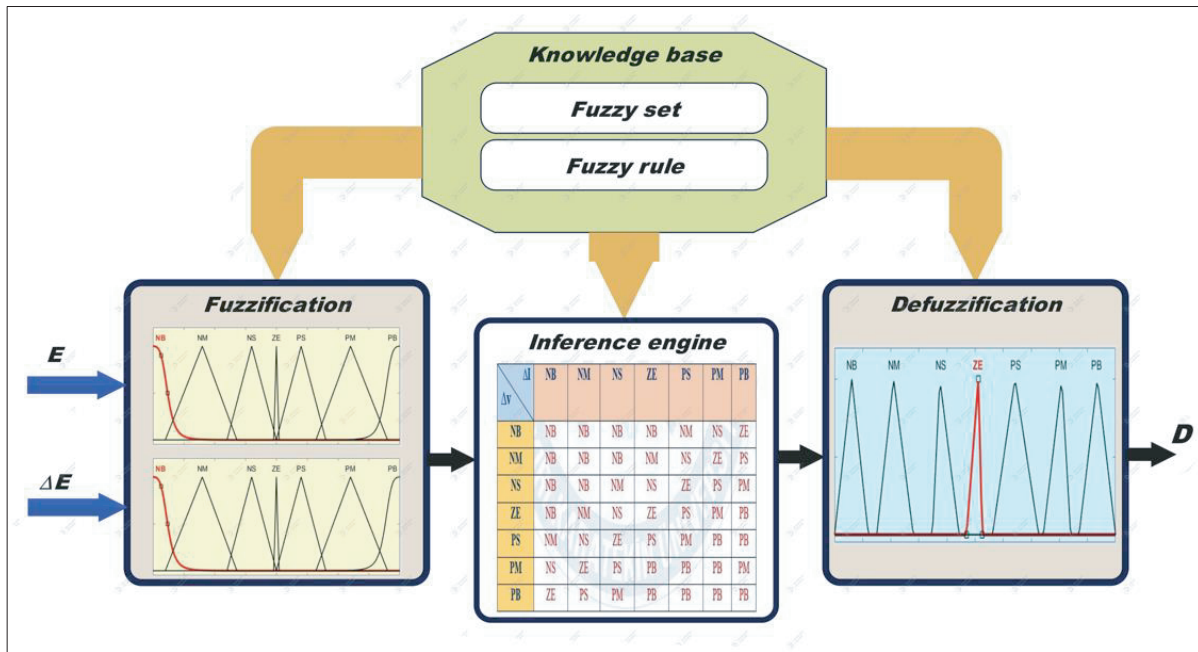 Knowledge base
Fuzzy set
Fuzzy rule
Fuzzification
NB NM NS ZE PS PM PB
NB NM NS ZE PS PM PB
E
ΔE
Inference engine
ΔI NB NM NS ZE PS PM PB
Δv
NB NB NB NB NB NM NS ZE
NM NB NB NB NM NS ZE PS
NS NB NB NM NS ZE PS PM
ZE NB NM NS ZE PS PM PB
PS NM NS ZE PS PM PB PB
PM NS ZE PS PB PB PB PM
PB ZE PS PM PB PB PB PB
Defuzzification
NB NM NS ZE PS PM PB
D